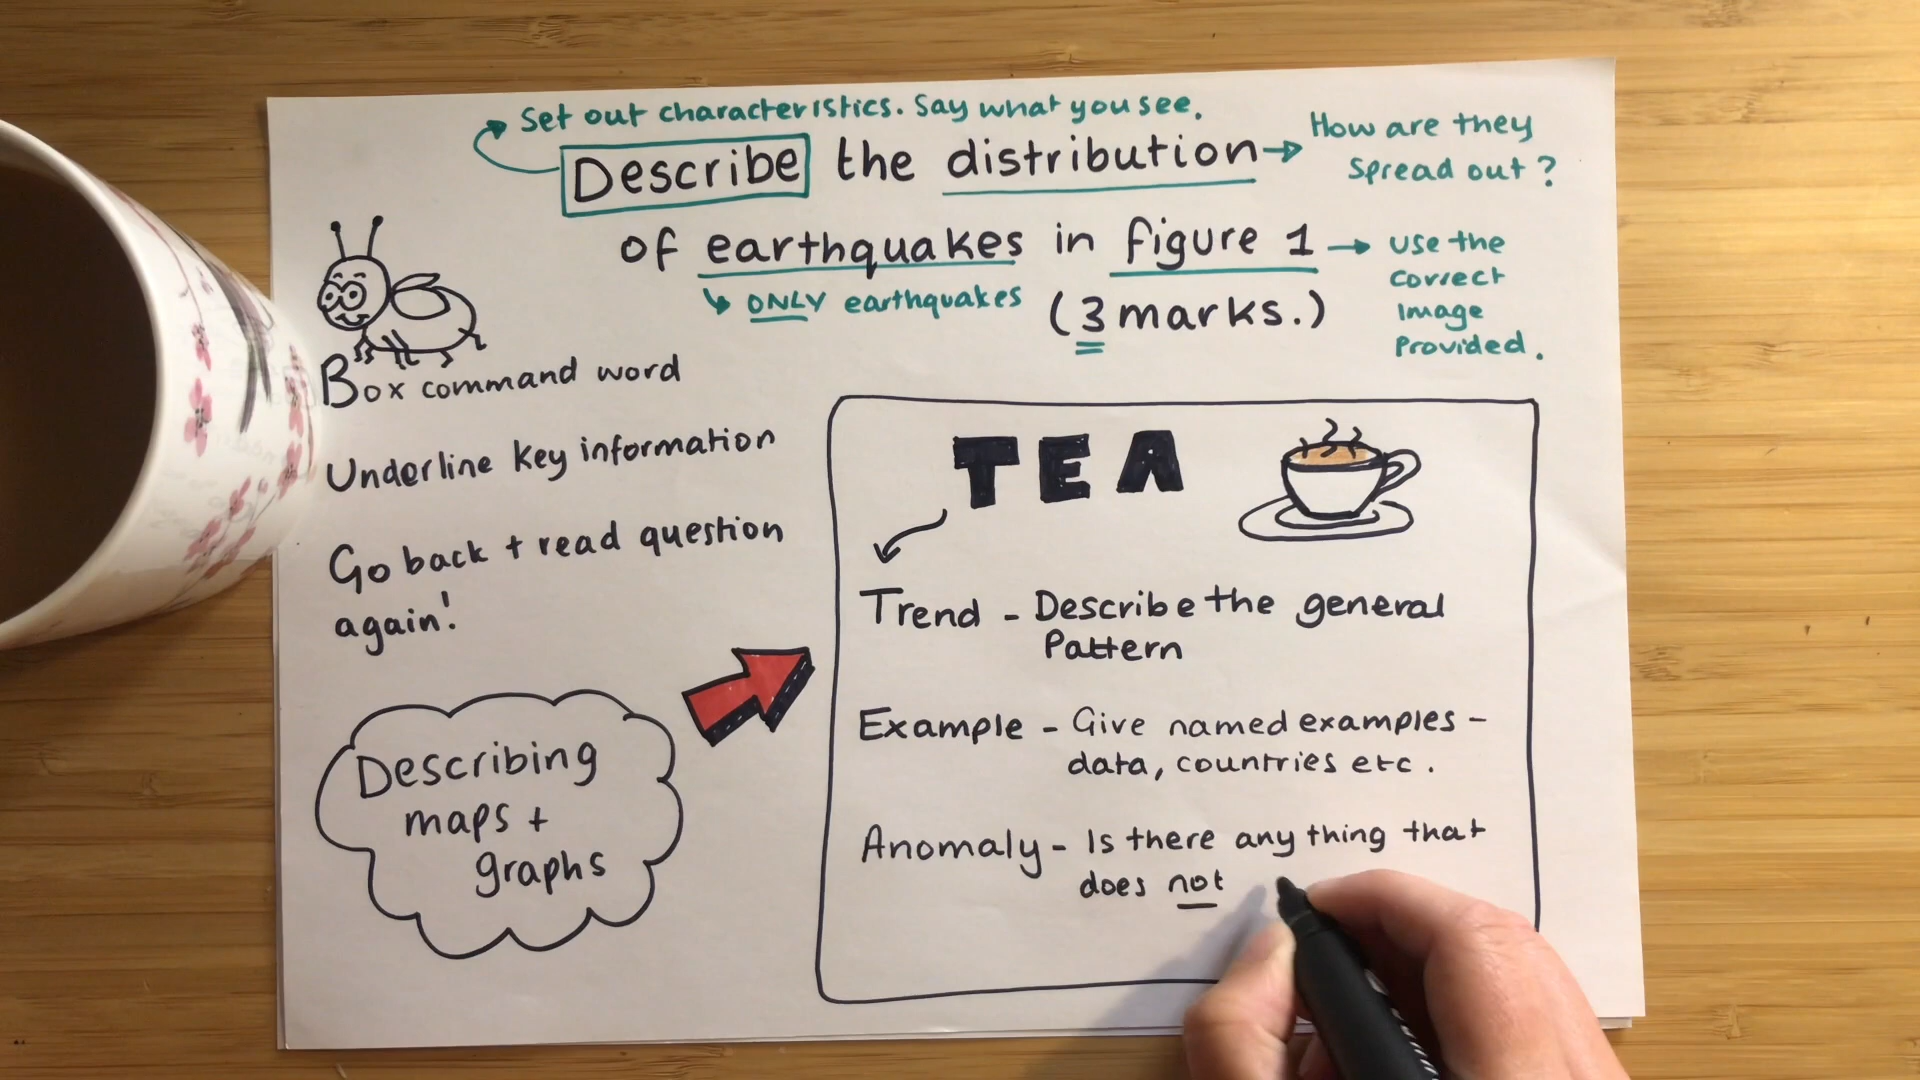 Set out characteristics. Say what you see.
Describe the distribution
How are they
Spread out?
of earthquakes in figure 1
ONLY earthquakes
(3 marks.)
use the
correct
Image
Provided.
Box command word
Underline key information
Go back + read question
again!
Describing
maps +
graphs
TEA
Trend - Describe the general
Pattern
Example - Give named examples -
data, countries etc.
Anomaly - Is there any thing that
does not